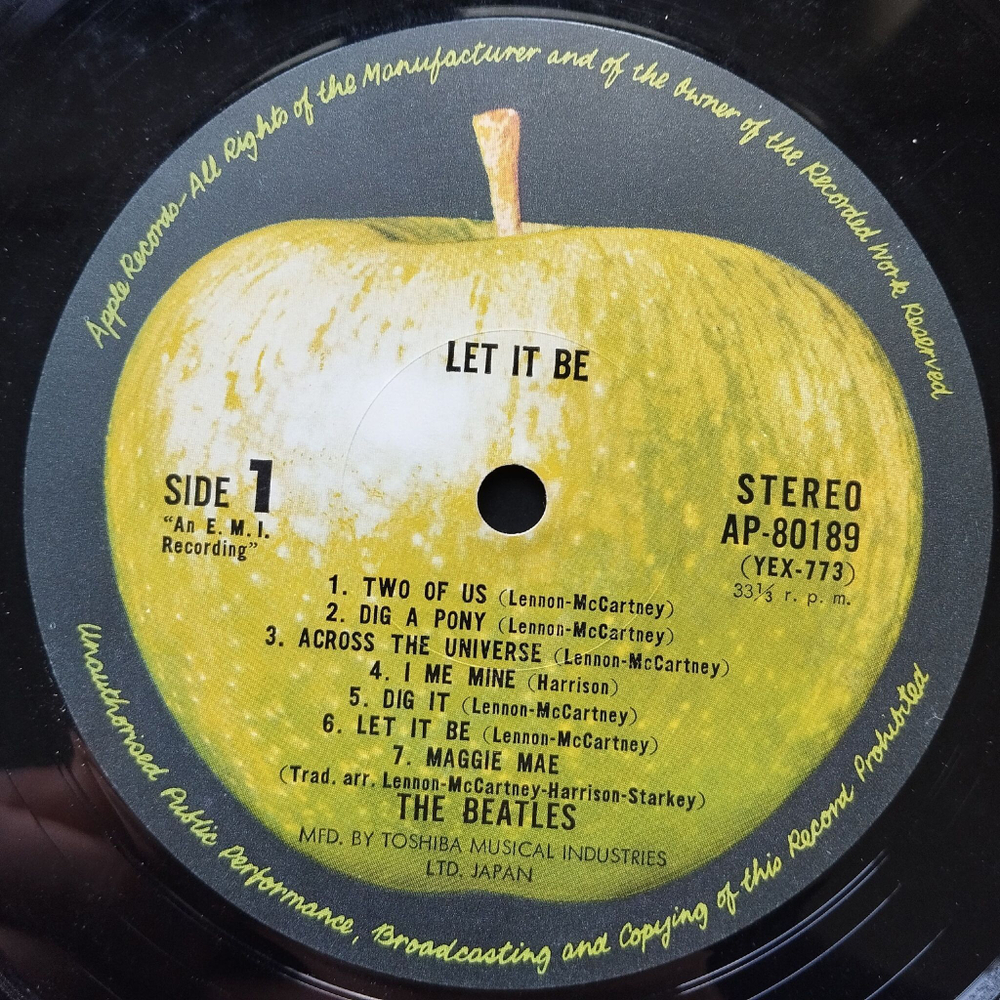 Apple Records—All Rights of the Manufacturer and of the Owner of the Recorded Work Reserved
LET IT BE
SIDE 1
“An E. M. I.
Recording”
STEREO
AP-80189
(YEX-773)
33⅓ r. p. m.
1. TWO OF US (Lennon-McCartney)
2. DIG A PONY (Lennon-McCartney)
3. ACROSS THE UNIVERSE (Lennon-McCartney)
4. I ME MINE (Harrison)
5. DIG IT (Lennon-McCartney)
6. LET IT BE (Lennon-McCartney)
7. MAGGIE MAE
(Trad. arr. Lennon-McCartney-Harrison-Starkey)
THE BEATLES
MFD. BY TOSHIBA MUSICAL INDUSTRIES
LTD. JAPAN
Unauthorised Public Performance, Broadcasting and Copying of this Record Prohibited